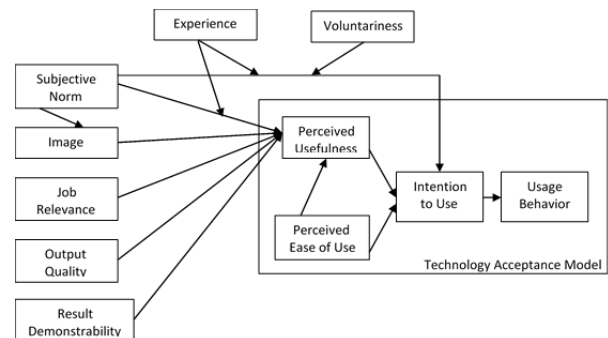 Experience
Voluntariness
Subjective
Norm
Image
Job
Relevance
Output
Quality
Result
Demonstrability
Perceived
Usefulness
Perceived
Ease of Use
Intention
to Use
Usage
Behavior
Technology Acceptance Model